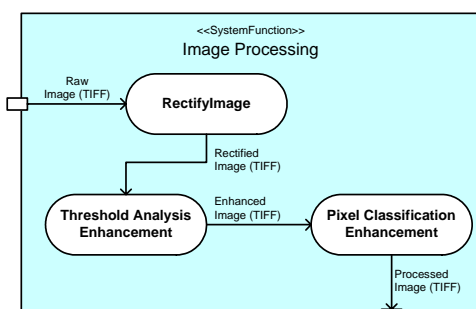 <<SystemFunction>>
Image Processing
Raw
Image (TIFF)
RectifyImage
Rectified
Image (TIFF)
Threshold Analysis
Enhancement
Enhanced
Image (TIFF)
Pixel Classification
Enhancement
Processed
Image (TIFF)